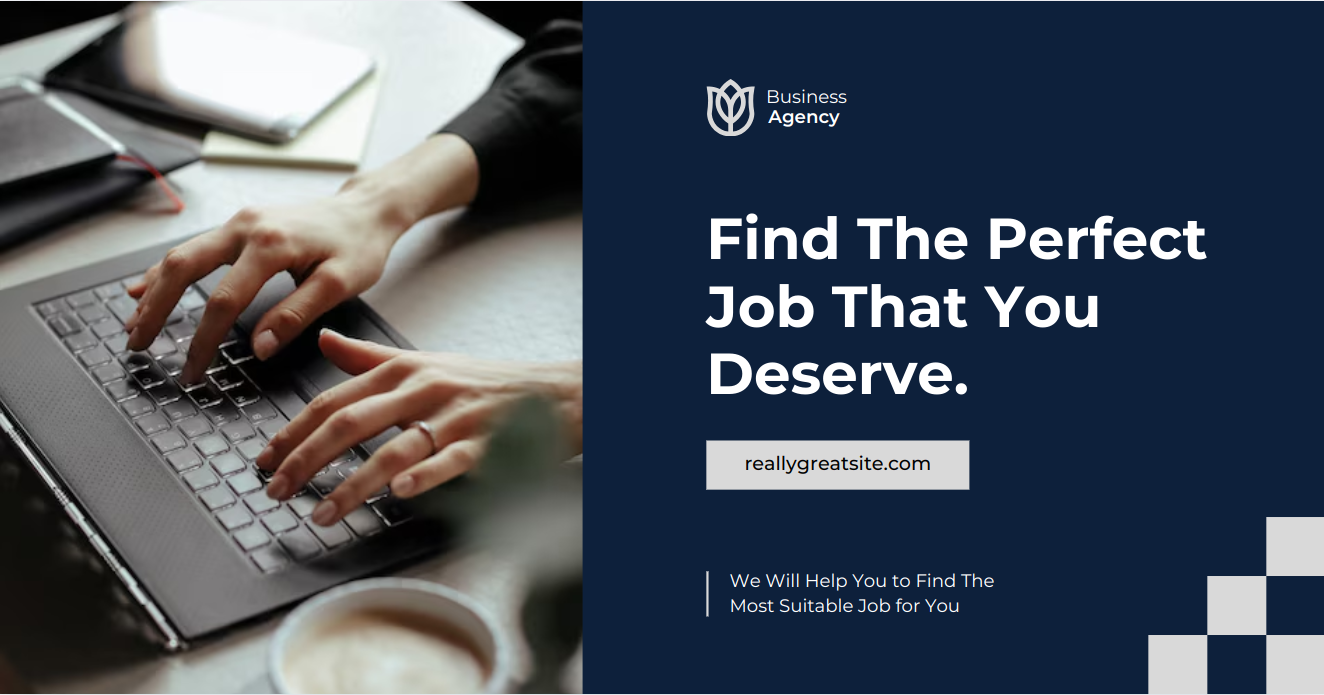 Business
Agency
Find The Perfect
Job That You
Deserve.
reallygreatsite.com
We Will Help You to Find The
Most Suitable Job for You